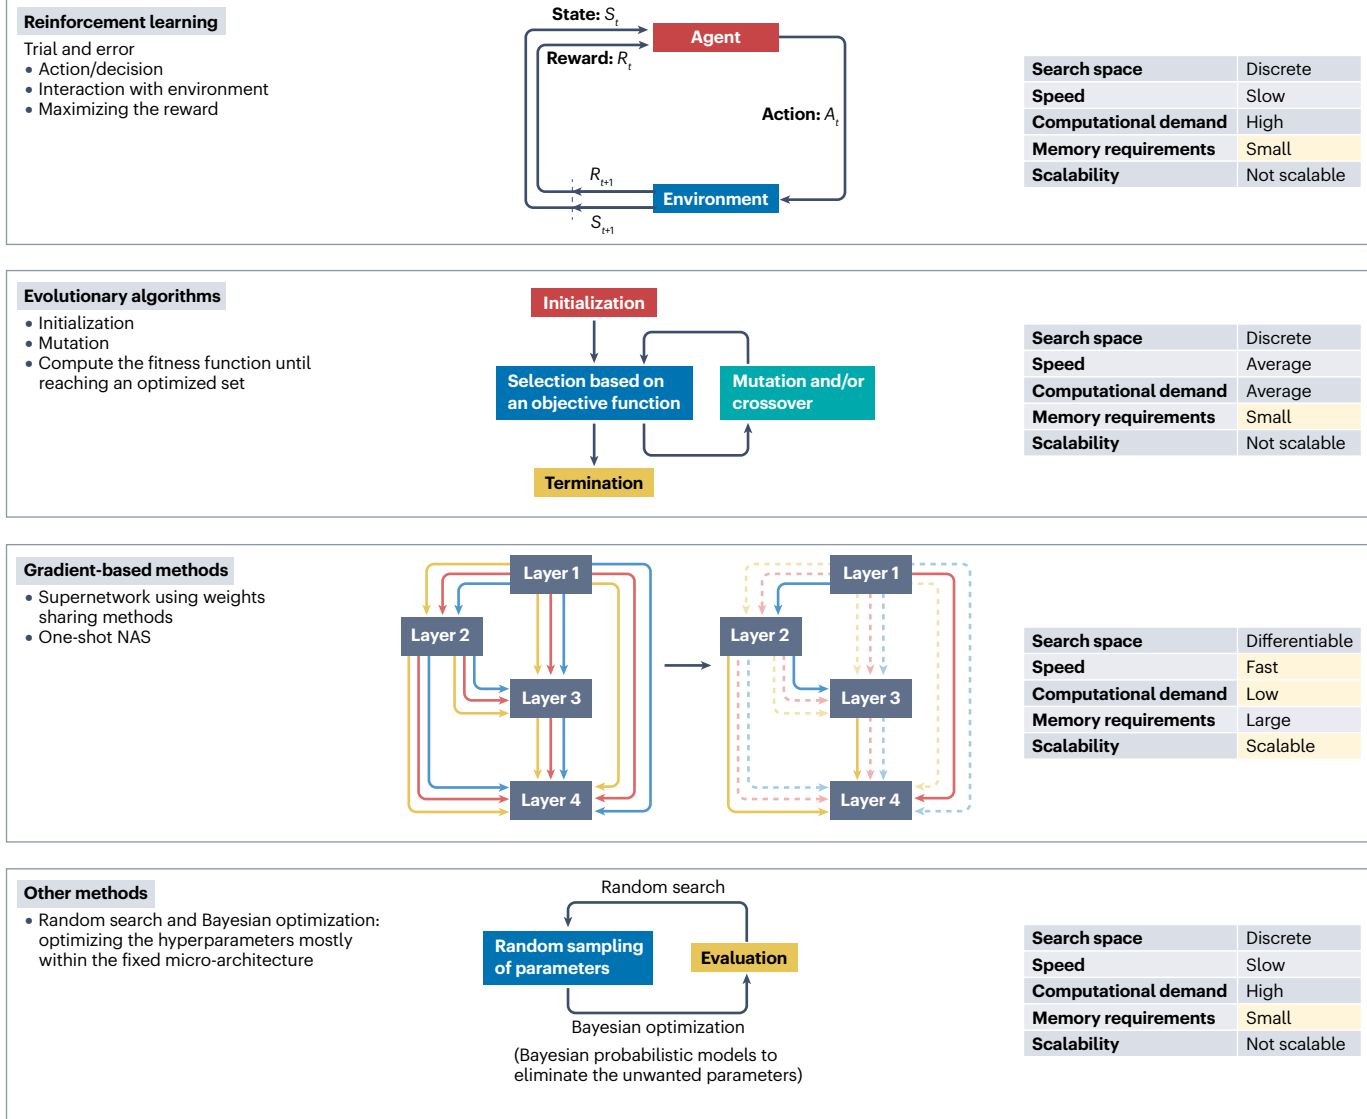 Reinforcement learning
Trial and error
• Action/decision
• Interaction with environment
• Maximizing the reward
State: Sₜ
Agent
Reward: Rₜ
Action: Aₜ
Rₜ₊₁
Environment
Sₜ₊₁
Search space Discrete
Speed Slow
Computational demand High
Memory requirements Small
Scalability Not scalable
Evolutionary algorithms
• Initialization
• Mutation
• Compute the fitness function until
reaching an optimized set
Initialization
Selection based on
an objective function
Mutation and/or
crossover
Termination
Search space Discrete
Speed Average
Computational demand Average
Memory requirements Small
Scalability Not scalable
Gradient-based methods
• Supernetwork using weights
sharing methods
• One-shot NAS
Layer 1
Layer 2
Layer 3
Layer 4
Layer 1
Layer 2
Layer 3
Layer 4
Search space Differentiable
Speed Fast
Computational demand Low
Memory requirements Large
Scalability Scalable
Other methods
• Random search and Bayesian optimization:
optimizing the hyperparameters mostly
within the fixed micro-architecture
Random search
Random sampling
of parameters
Evaluation
Bayesian optimization
(Bayesian probabilistic models to
eliminate the unwanted parameters)
Search space Discrete
Speed Slow
Computational demand High
Memory requirements Small
Scalability Not scalable